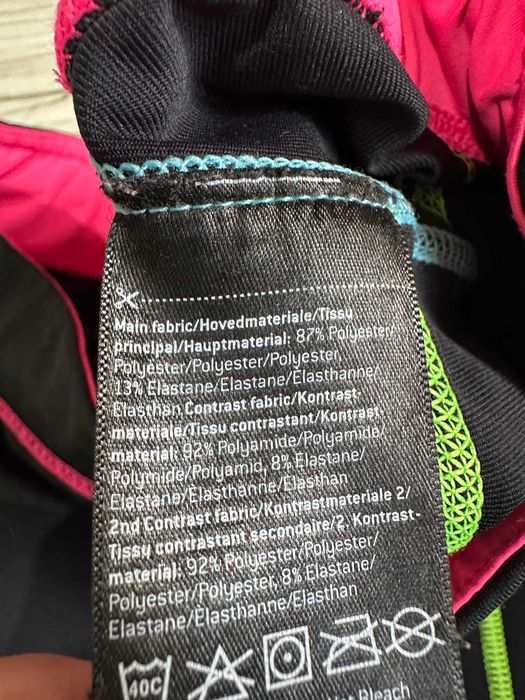 Main fabric/Hovedmateriale/Tissu
principal/Hauptmaterial: 87% Polyester/
Polyester/Polyester/Polyester,
13% Elastane/Elastane/Elasthanne/
Elasthan Contrast fabric/Kontrast-
materiale/Tissu contrastant/Kontrast-
material: 92% Polyamide/Polyamide/
Polymide/Polyamid, 8% Elastane/
Elastane/Elasthanne/Elasthan
2nd Contrast fabric/Kontrastmateriale 2/
Tissu contrastant secondaire/2. Kontrast-
material: 92% Polyester/Polyester/
Polyester/Polyester, 8% Elastane/
Elastane/Elasthanne/Elasthan
40C
Bleach